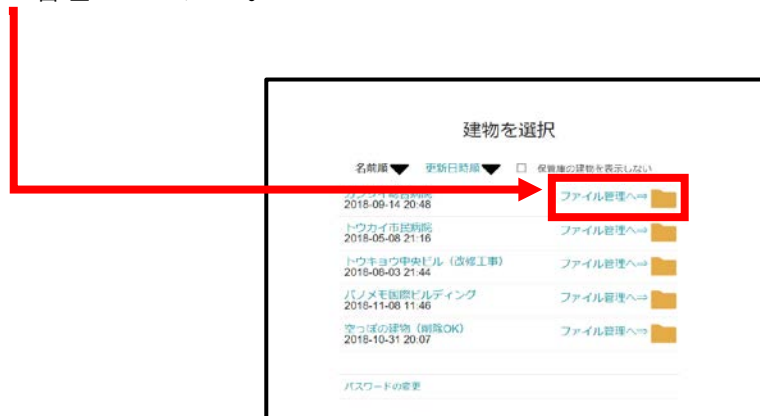 建物を選択
名前順▼ 更新日時順▼ □ 保管庫の建物を表示しない
2018-09-14 20:48 ファイル管理へ⇒
トウカイ市民病院 ファイル管理へ⇒
2018-05-08 21:16
トウキョウ中央ビル（改修工事） ファイル管理へ⇒
2018-08-03 21:44
パノメモ国際ビルディング ファイル管理へ⇒
2018-11-08 11:46
空っぽの建物（削除OK） ファイル管理へ⇒
2018-10-31 20:07
パスワードの変更